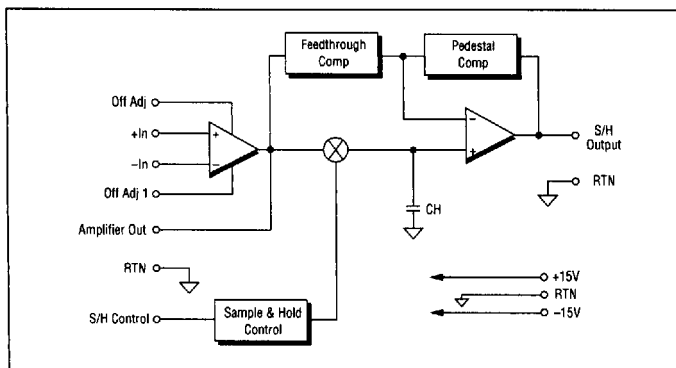 Feedthrough
Comp
Pedestal
Comp
Off Adj
+In
−In
Off Adj 1
Amplifier Out
RTN
S/H Control
Sample & Hold
Control
+
−
−
+
CH
S/H
Output
RTN
+15V
RTN
−15V